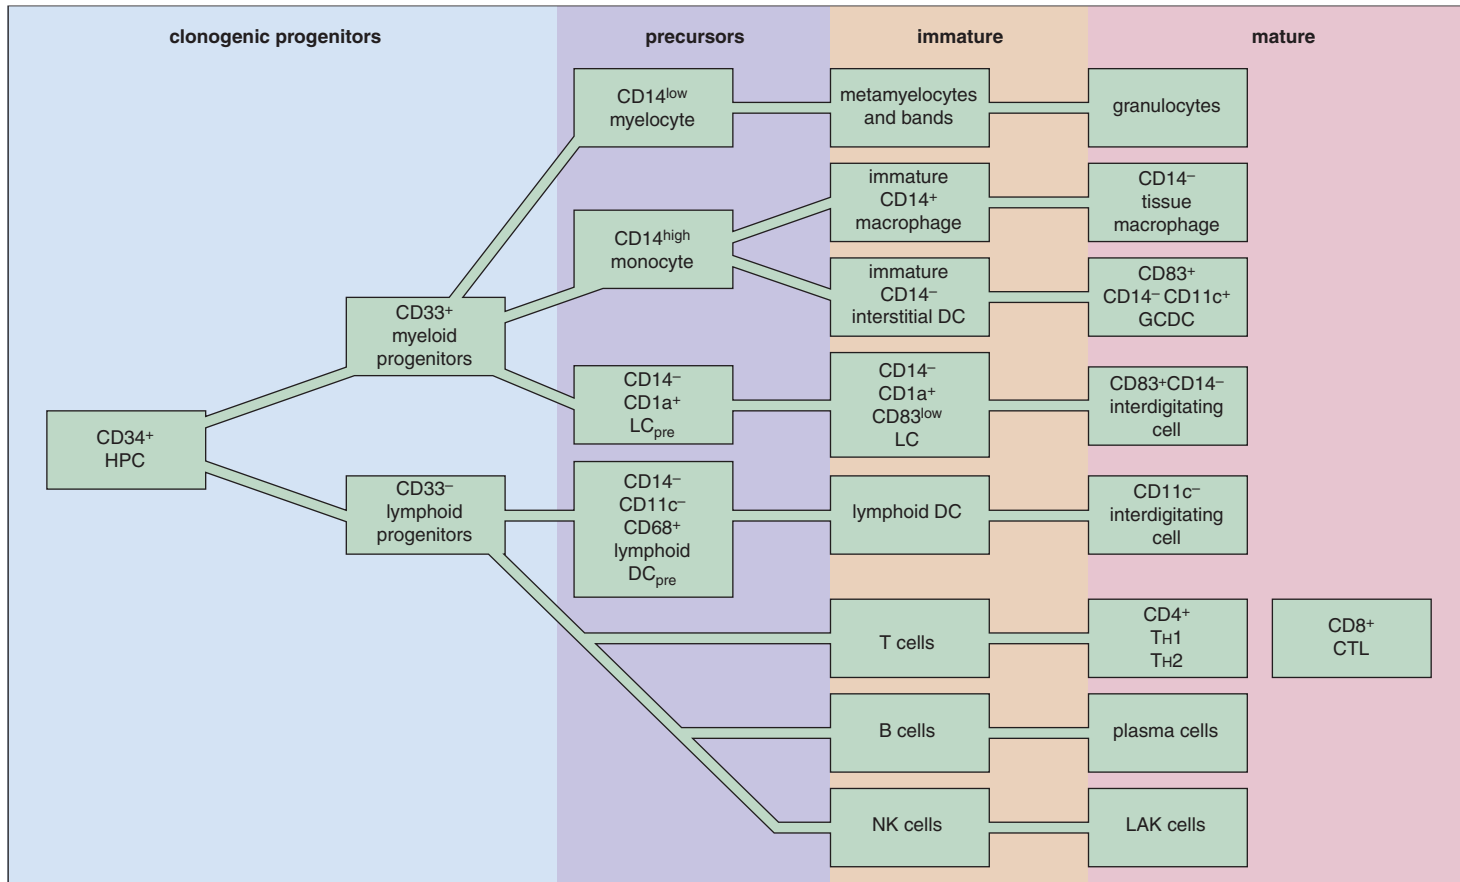 clonogenic progenitors
precursors
immature
mature
CD34⁺
HPC
CD33⁺
myeloid
progenitors
CD33⁻
lymphoid
progenitors
CD14ˡᵒʷ
myelocyte
CD14ʰⁱᵍʰ
monocyte
CD14⁻
CD1a⁺
LCpre
CD14⁻
CD11c⁻
CD68⁺
lymphoid
DCpre
metamyelocytes
and bands
immature
CD14⁺
macrophage
immature
CD14⁻
interstitial DC
CD14⁻
CD1a⁺
CD83ˡᵒʷ
LC
lymphoid DC
T cells
B cells
NK cells
granulocytes
CD14⁻
tissue
macrophage
CD83⁺
CD14⁻ CD11c⁺
GCDC
CD83⁺CD14⁻
interdigitating
cell
CD11c⁻
interdigitating
cell
CD4⁺
TH1
TH2
CD8⁺
CTL
plasma cells
LAK cells